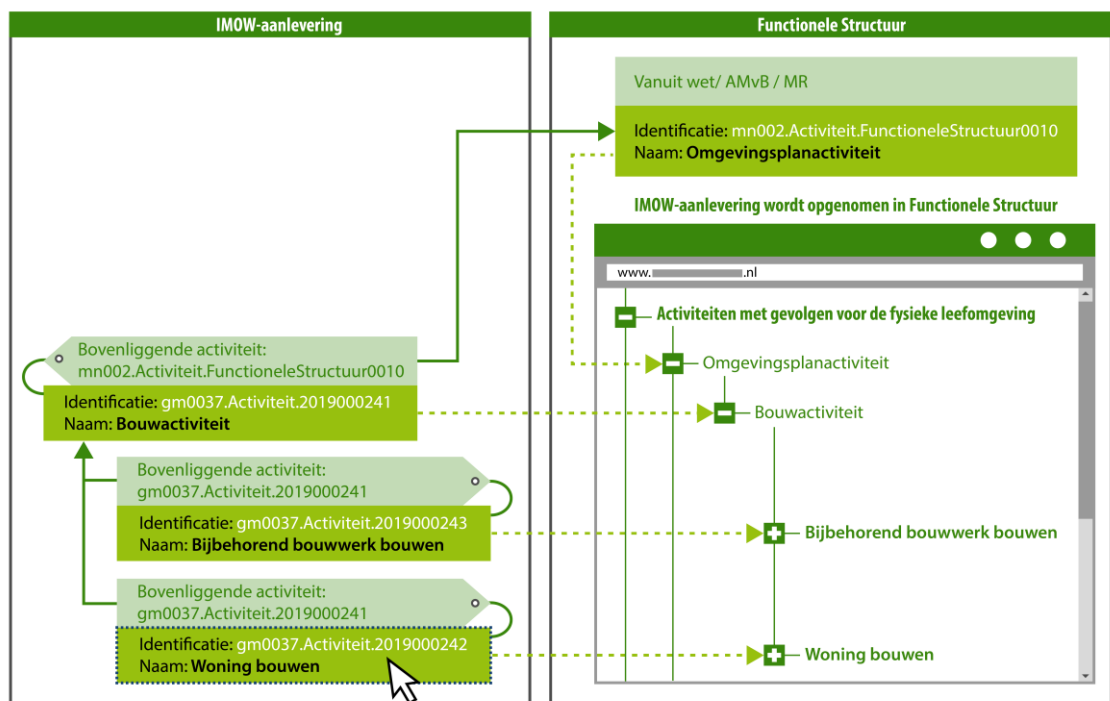 IMOW-aanlevering
Bovenliggende activiteit:
mn002.Activiteit.FunctioneleStructuur0010
Identificatie: gm0037.Activiteit.2019000241
Naam: Bouwactiviteit
Bovenliggende activiteit:
gm0037.Activiteit.2019000241
Identificatie: gm0037.Activiteit.2019000243
Naam: Bijbehorend bouwwerk bouwen
Bovenliggende activiteit:
gm0037.Activiteit.2019000241
Identificatie: gm0037.Activiteit.2019000242
Naam: Woning bouwen
Functionele Structuur
Vanuit wet/ AMvB / MR
Identificatie: mn002.Activiteit.FunctioneleStructuur0010
Naam: Omgevingsplanactiviteit
IMOW-aanlevering wordt opgenomen in Functionele Structuur
www. .nl
Activiteiten met gevolgen voor de fysieke leefomgeving
Omgevingsplanactiviteit
Bouwactiviteit
Bijbehorend bouwwerk bouwen
Woning bouwen